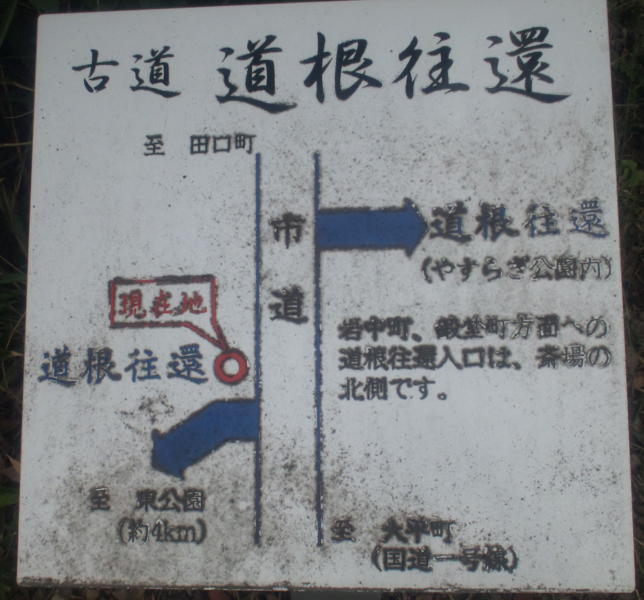 古道 道根往還
至 田口町
市道
道根往還
(やすらぎ公園内)
現在地
岩中町、鍛埜町方面への
道根往還入口は、斎場の
北側です。
道根往還
至 東公園
(約4km)
至 大平町
(国道一号線)